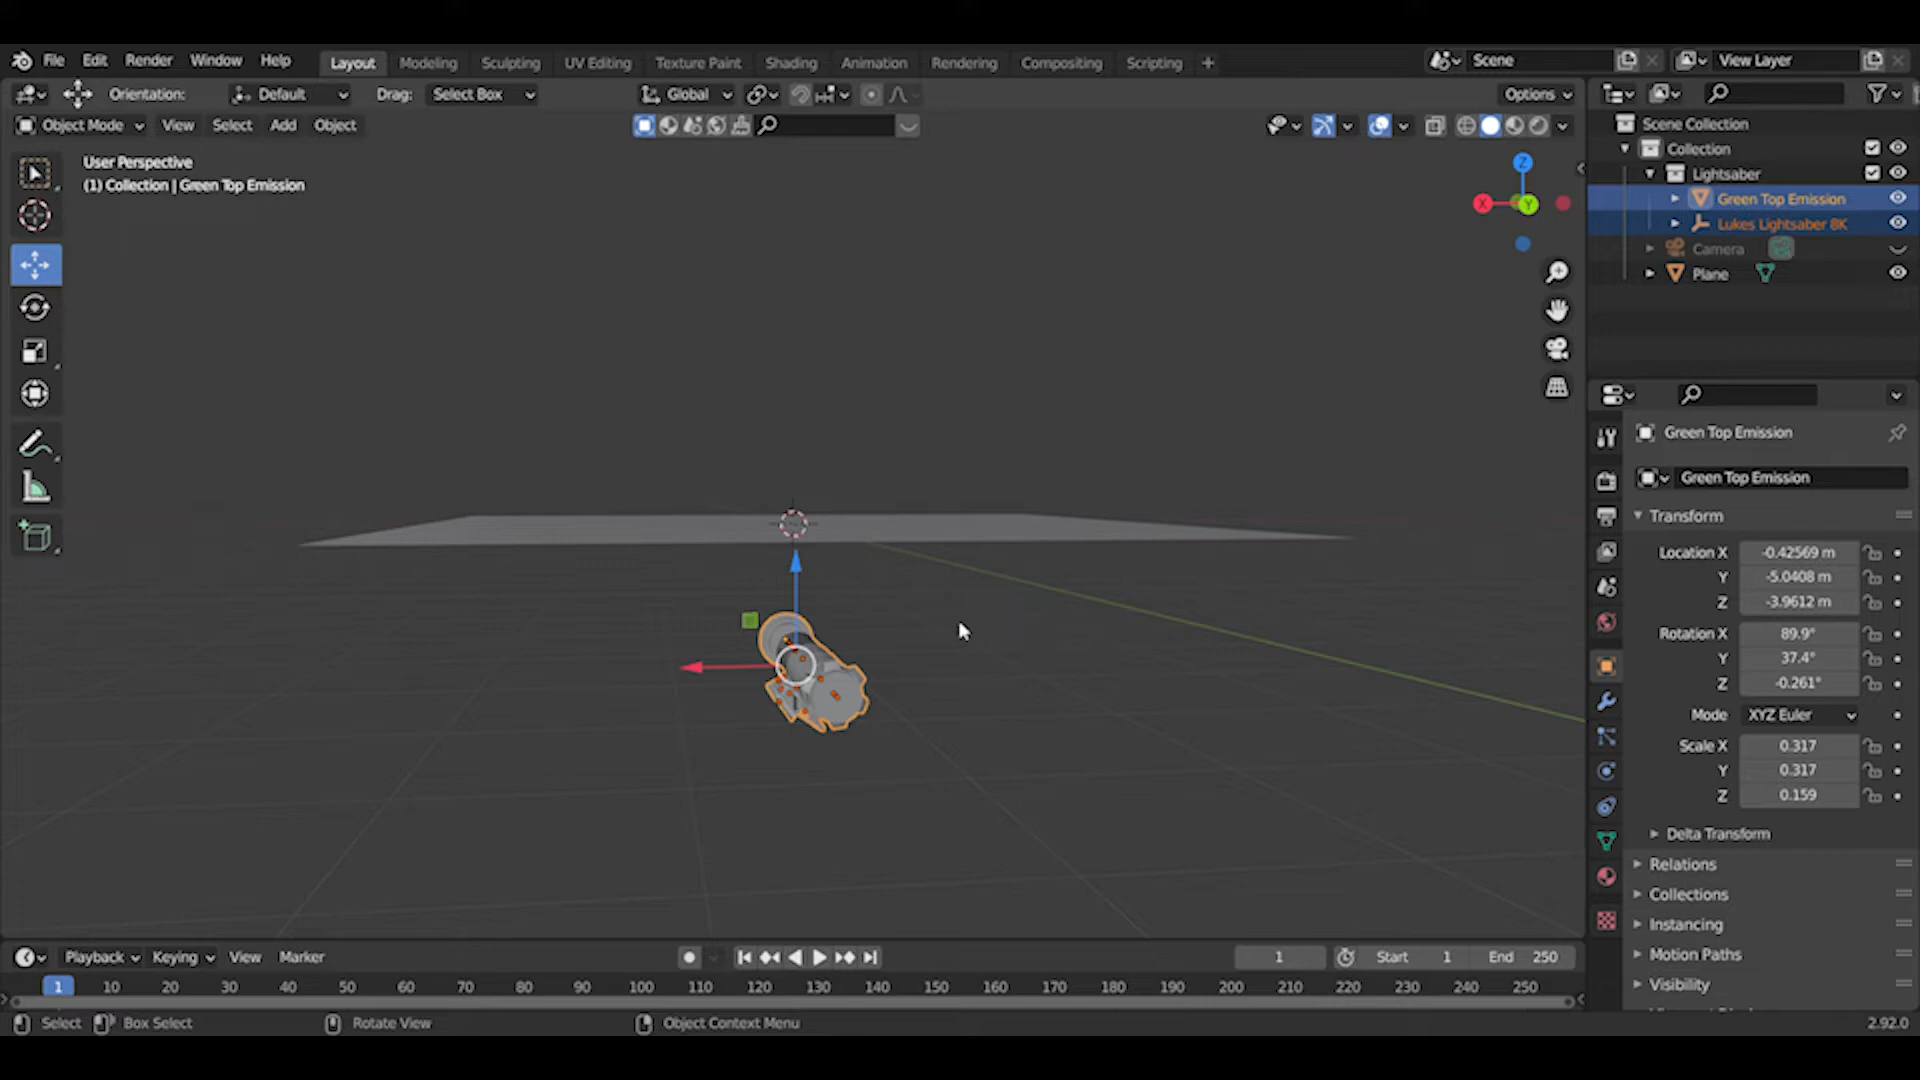 File Edit Render Window Help Layout Modeling Sculpting UV Editing Texture Paint Shading Animation Rendering Compositing Scripting + Scene View Layer
Orientation: Default Drag: Select Box Global Options
Object Mode View Select Add Object
User Perspective
(1) Collection | Green Top Emission
Z
X
Y
Scene Collection
Collection
Lightsaber
Green Top Emission
Lukes Lightsaber 8K
Camera
Plane
Green Top Emission
Green Top Emission
Transform
Location X -0.42569 m
Y -5.0408 m
Z -3.9612 m
Rotation X 89.9°
Y 37.4°
Z -0.261°
Mode XYZ Euler
Scale X 0.317
Y 0.317
Z 0.159
Delta Transform
Relations
Collections
Instancing
Motion Paths
Visibility
Playback Keying View Marker 1 Start 1 End 250
1 10 20 30 40 50 60 70 80 90 100 110 120 130 140 150 160 170 180 190 200 210 220 230 240 250
Select Box Select Rotate View Object Context Menu 2.92.0